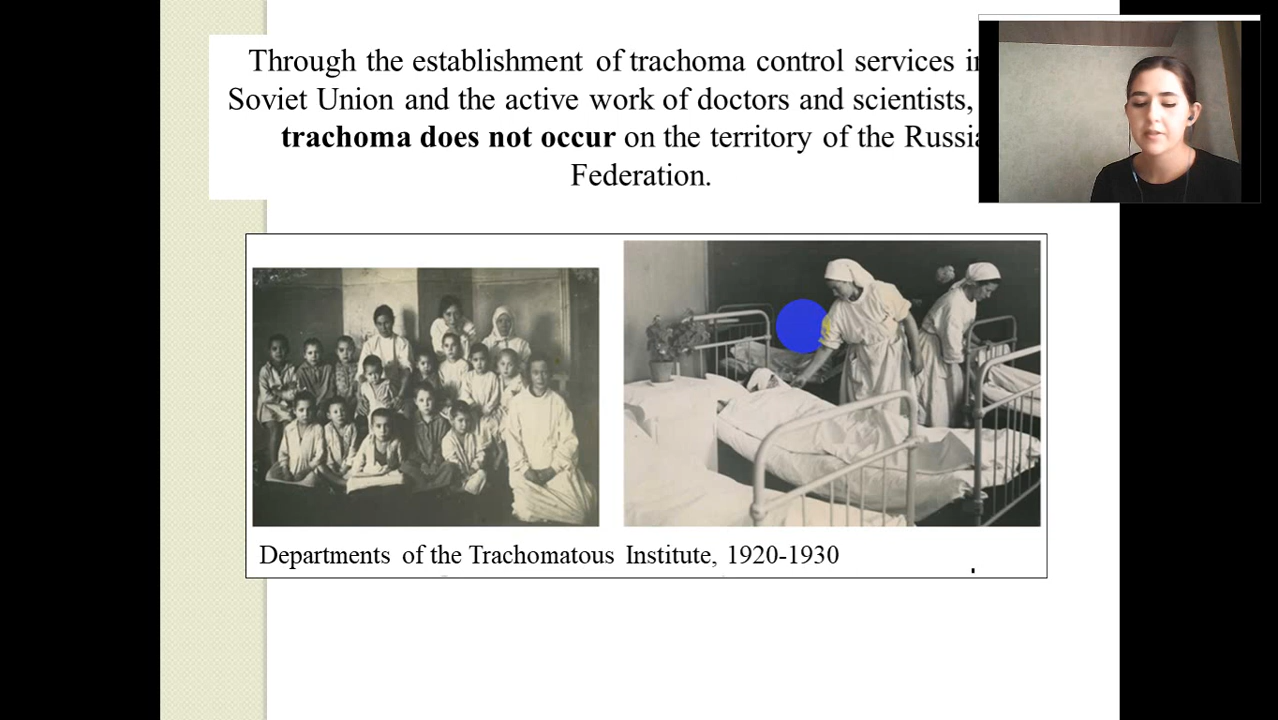 Through the establishment of trachoma control services
Soviet Union and the active work of doctors and scientists,
trachoma does not occur on the territory of the
Federation.
Departments of the Trachomatous Institute, 1920-1930